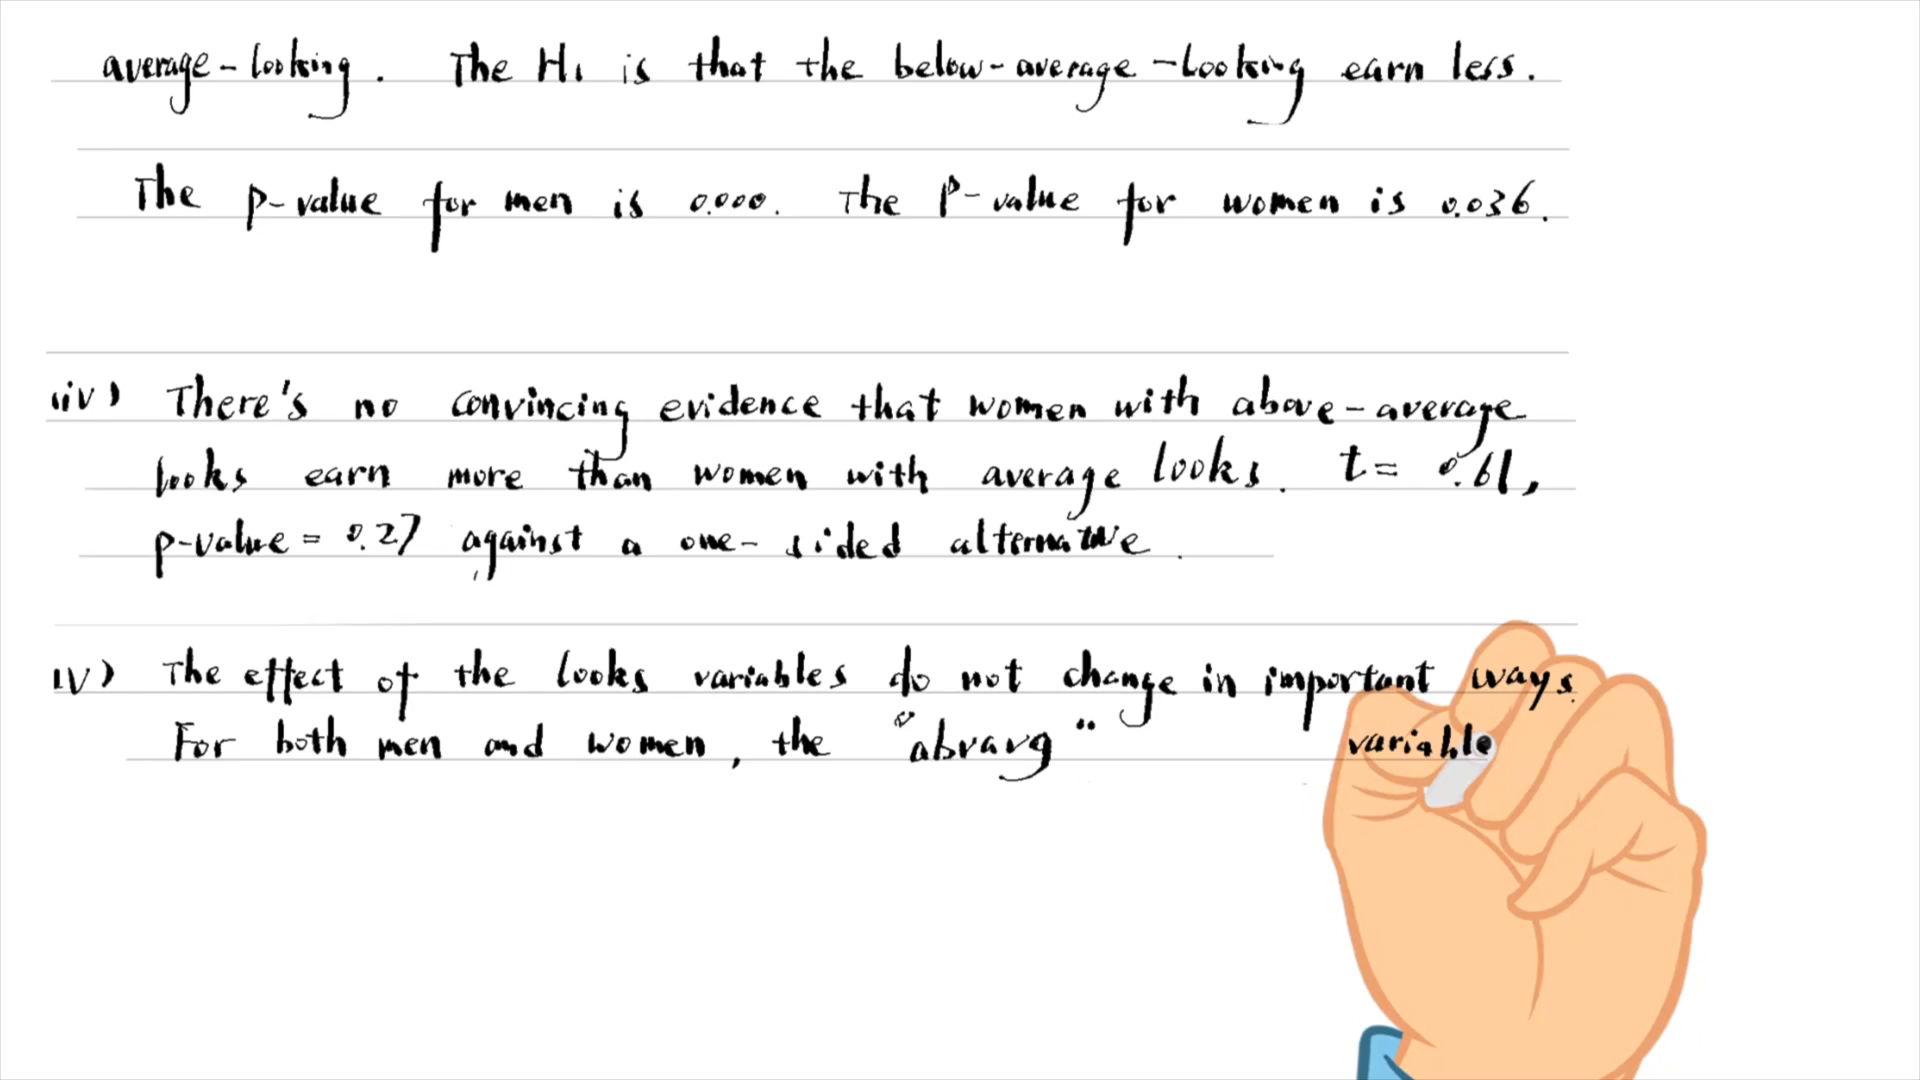 average-looking. The H₁ is that the below-average-looking earn less.
The p-value for men is 0.000. The P-value for women is 0.036.
(iv) There's no convincing evidence that women with above-average
looks earn more than women with average looks. t= 0.61,
p-value = 0.27 against a one-sided alternative.
iv) The effect of the looks variables do not change in important ways.
For both men and women, the "abvavg" variable